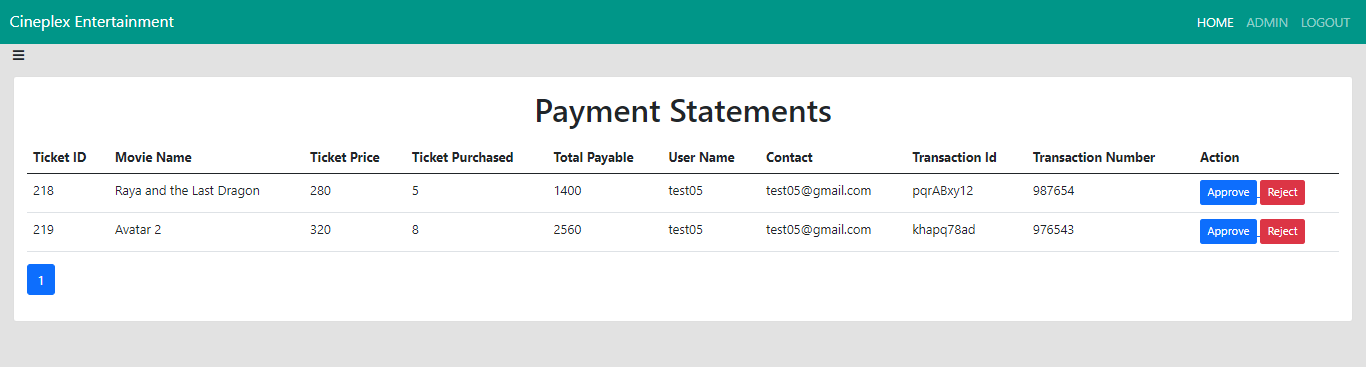 Cineplex Entertainment HOME ADMIN LOGOUT
Payment Statements
Ticket ID Movie Name Ticket Price Ticket Purchased Total Payable User Name Contact Transaction Id Transaction Number Action
218 Raya and the Last Dragon 280 5 1400 test05 test05@gmail.com pqrABxy12 987654 Approve Reject
219 Avatar 2 320 8 2560 test05 test05@gmail.com khapq78ad 976543 Approve Reject
1